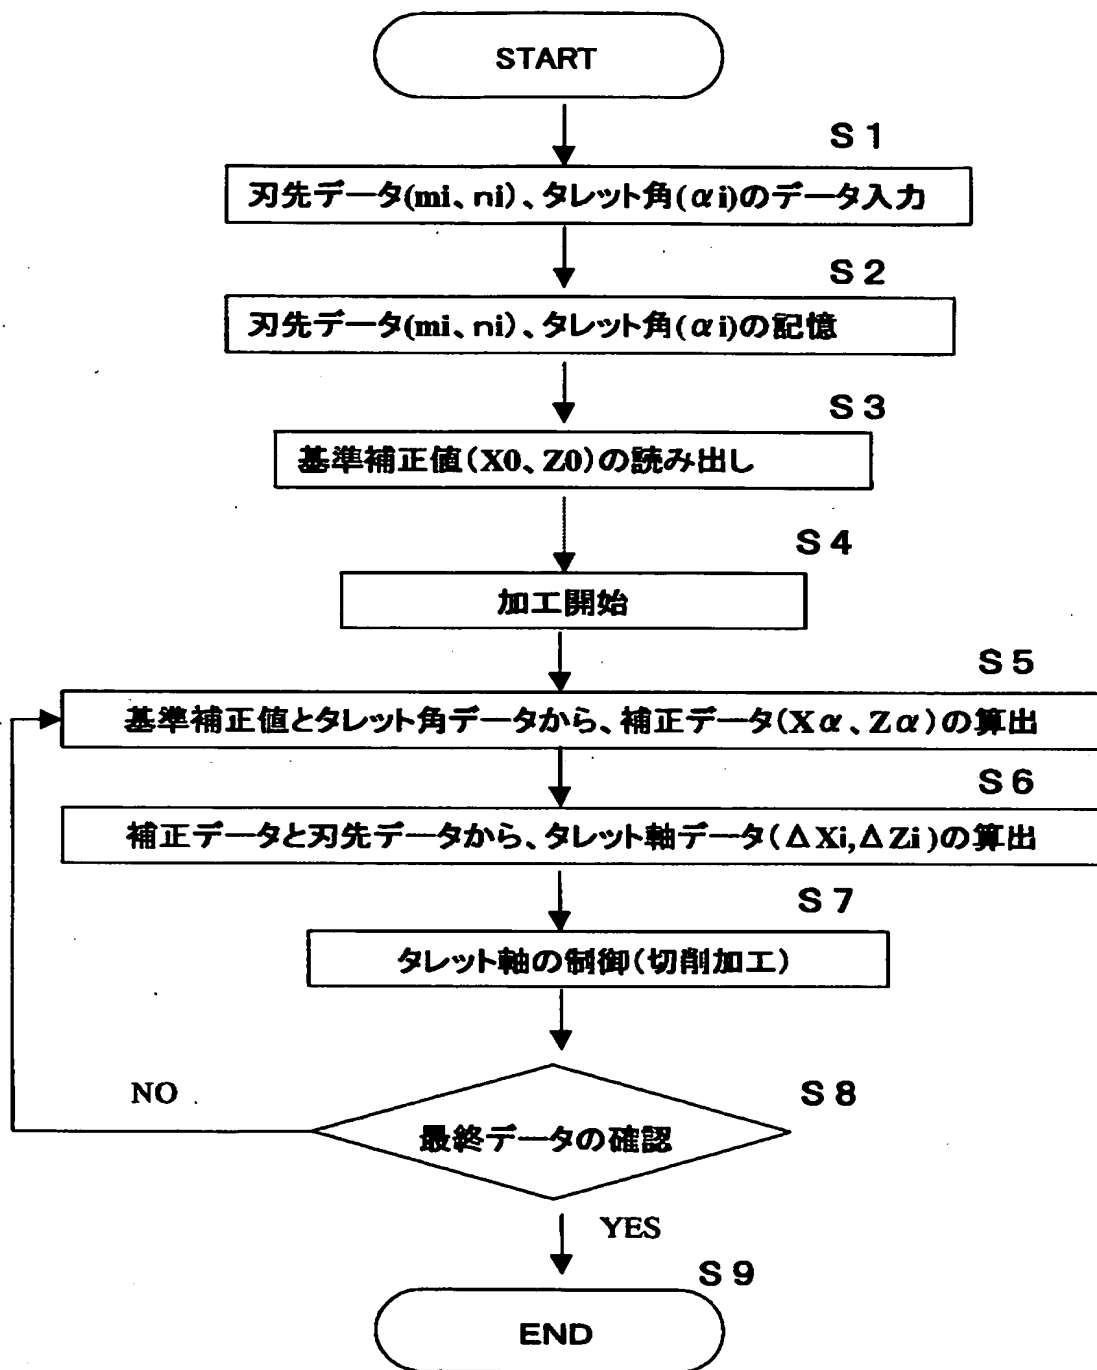 START
S1
刃先データ(mi、ni)、タレット角(αi)のデータ入力
S2
刃先データ(mi、ni)、タレット角(αi)の記憶
S3
基準補正値(X0、Z0)の読み出し
S4
加工開始
S5
基準補正値とタレット角データから、補正データ(Xα、Zα)の算出
S6
補正データと刃先データから、タレット軸データ(ΔXi,ΔZi)の算出
S7
タレット軸の制御(切削加工)
S8
NO
最終データの確認
YES
S9
END